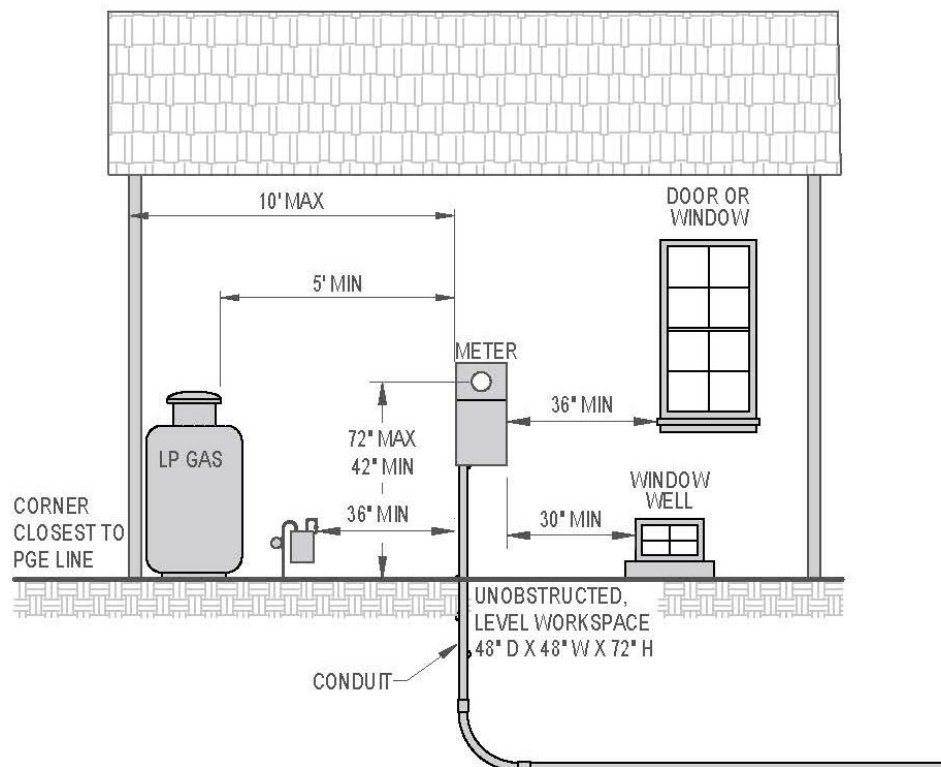 10' MAX
DOOR OR
WINDOW
5' MIN
METER
36" MIN
72" MAX
42" MIN
LP GAS
WINDOW
WELL
CORNER
CLOSEST TO
PGE LINE
36" MIN
30" MIN
UNOBSTRUCTED,
LEVEL WORKSPACE
48" D X 48" W X 72" H
CONDUIT